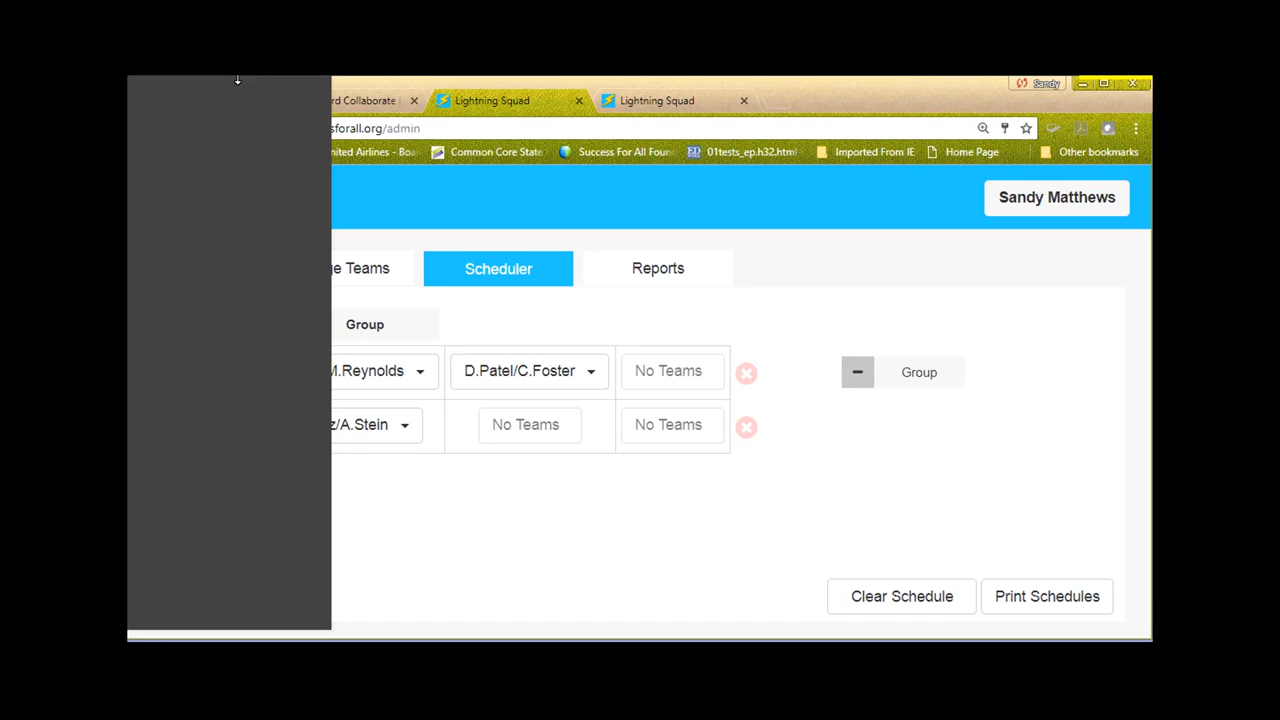 Sandy
rd Collaborate Lightning Squad Lightning Squad
sforall.org/admin
nited Airlines - Boa Common Core State Success For All Foun 01tests_ep.h32.html Imported From IE Home Page Other bookmarks
Sandy Matthews
ge Teams Scheduler Reports
Group
M.Reynolds D.Patel/C.Foster No Teams Group
z/A.Stein No Teams No Teams
Clear Schedule Print Schedules